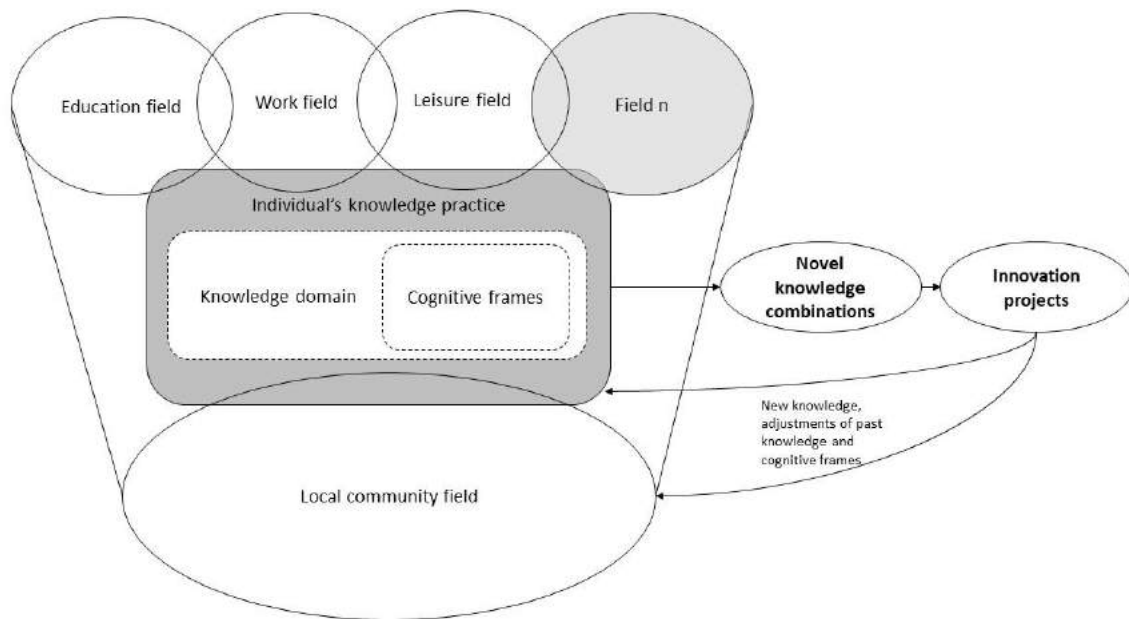 Education field
Work field
Leisure field
Field n
Individual's knowledge practice
Knowledge domain
Cognitive frames
Novel
knowledge
combinations
Innovation
projects
New knowledge,
adjustments of past
knowledge and
cognitive frames
Local community field